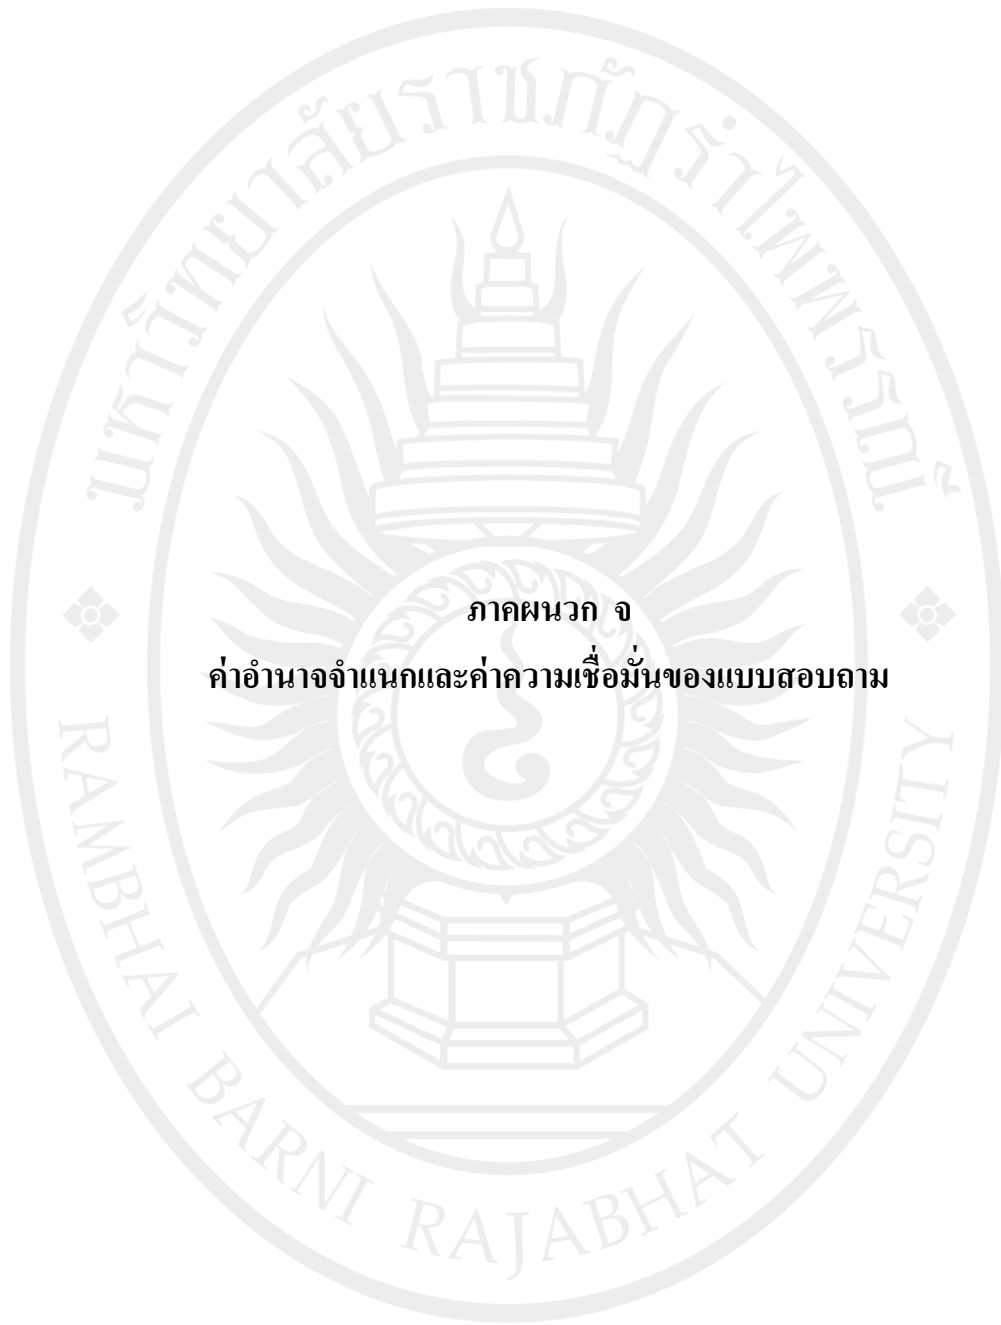 มหาวิทยาลัยราชภัฏรำไพพรรณี
ภาคผนวก จ
ค่าอำนาจจำแนกและค่าความเชื่อมั่นของแบบสอบถาม
RAMBHAI BARNI RAJABHAT UNIVERSITY